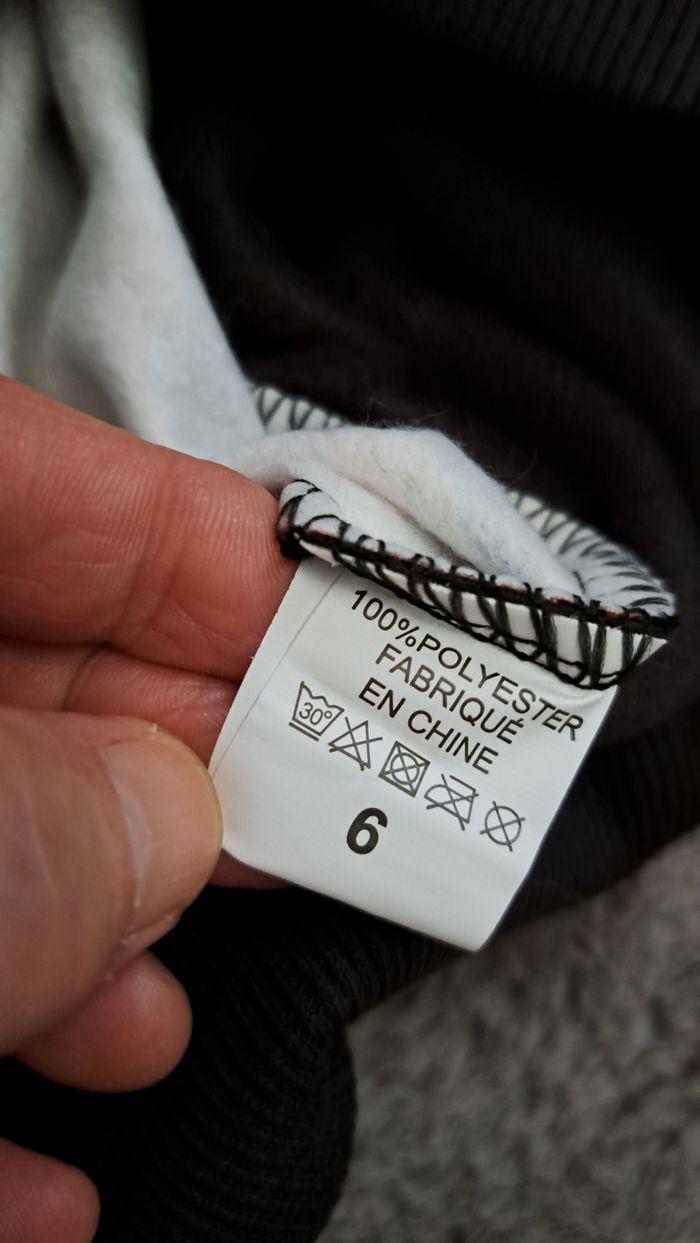 100%POLYESTER
FABRIQUÉ
EN CHINE
30°
6